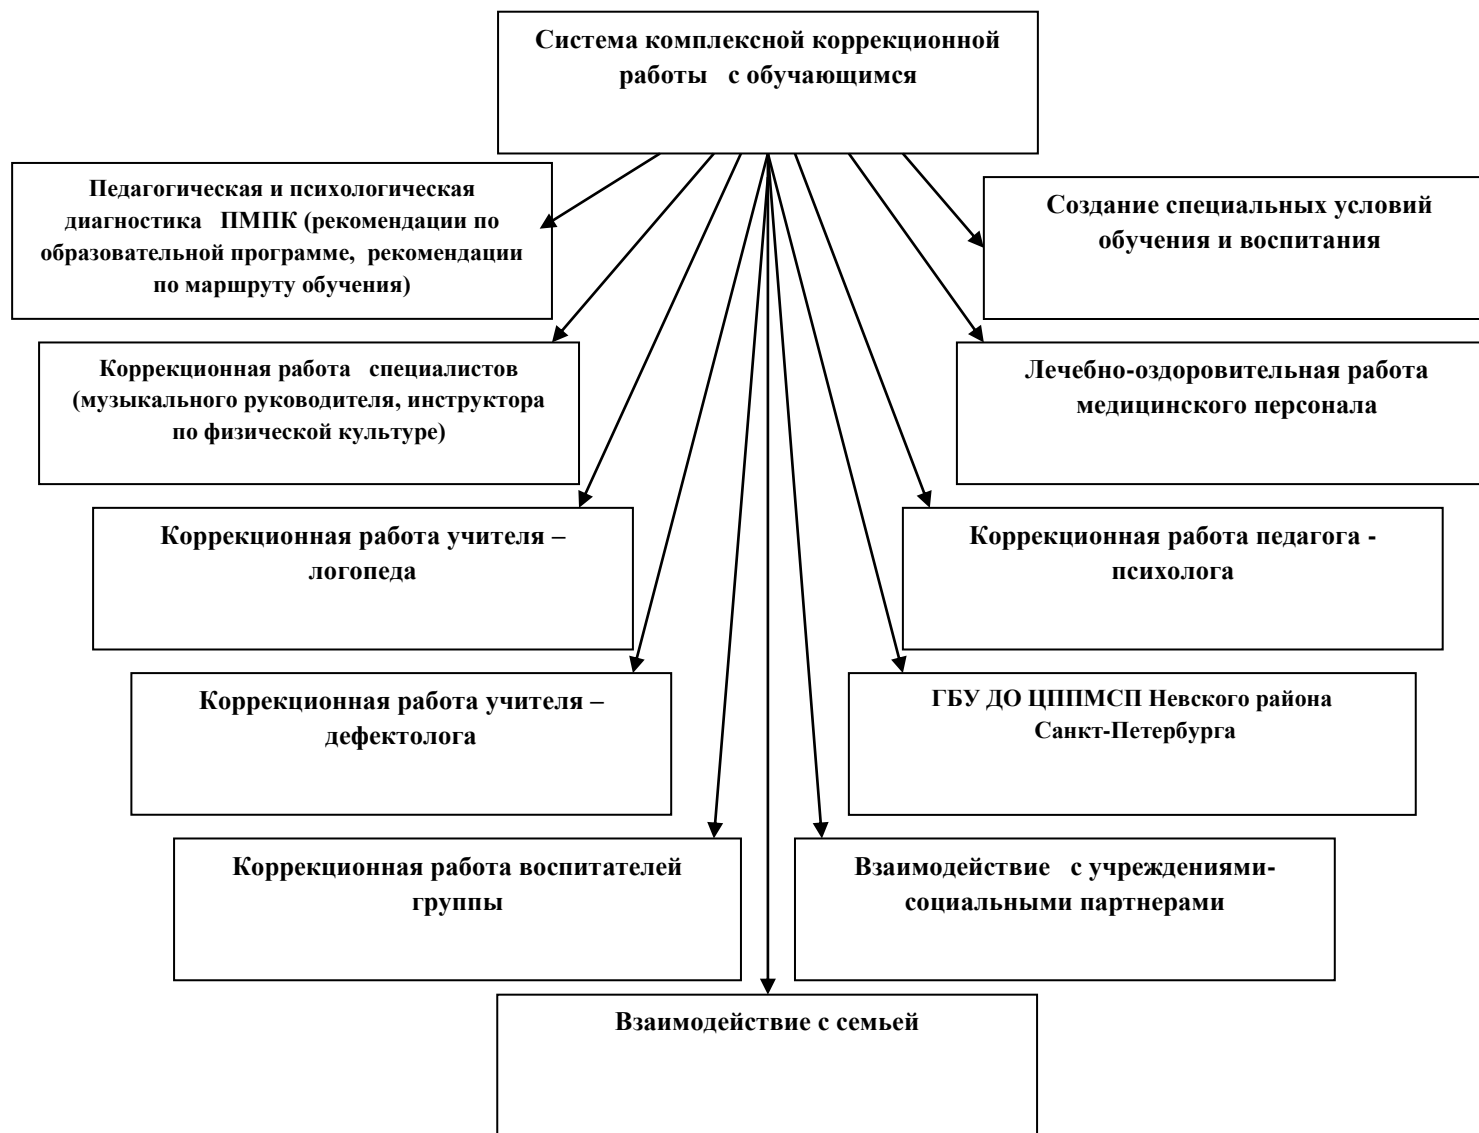 Система комплексной коррекционной
работы с обучающимся
Педагогическая и психологическая
диагностика ПМПК (рекомендации по
образовательной программе, рекомендации
по маршруту обучения)
Создание специальных условий
обучения и воспитания
Коррекционная работа специалистов
(музыкального руководителя, инструктора
по физической культуре)
Лечебно-оздоровительная работа
медицинского персонала
Коррекционная работа учителя –
логопеда
Коррекционная работа педагога -
психолога
Коррекционная работа учителя –
дефектолога
ГБУ ДО ЦППМСП Невского района
Санкт-Петербурга
Коррекционная работа воспитателей
группы
Взаимодействие с учреждениями-
социальными партнерами
Взаимодействие с семьей